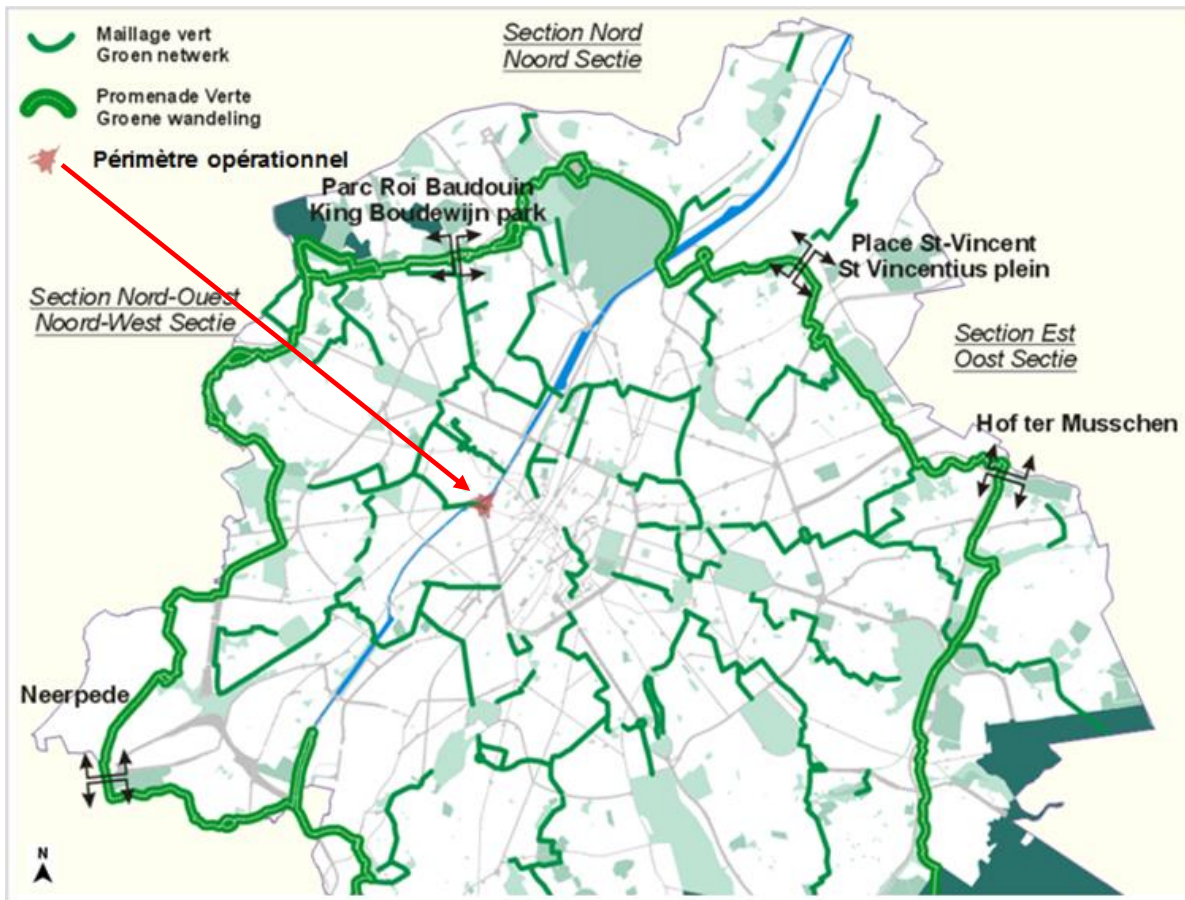 Maillage vert
Groen netwerk
Promenade Verte
Groene wandeling
Périmètre opérationnel
Section Nord
Noord Sectie
Parc Roi Baudouin
King Boudewijn park
Place St-Vincent
St Vincentius plein
Section Nord-Ouest
Noord-West Sectie
Section Est
Oost Sectie
Hof ter Musschen
Neerpede
N